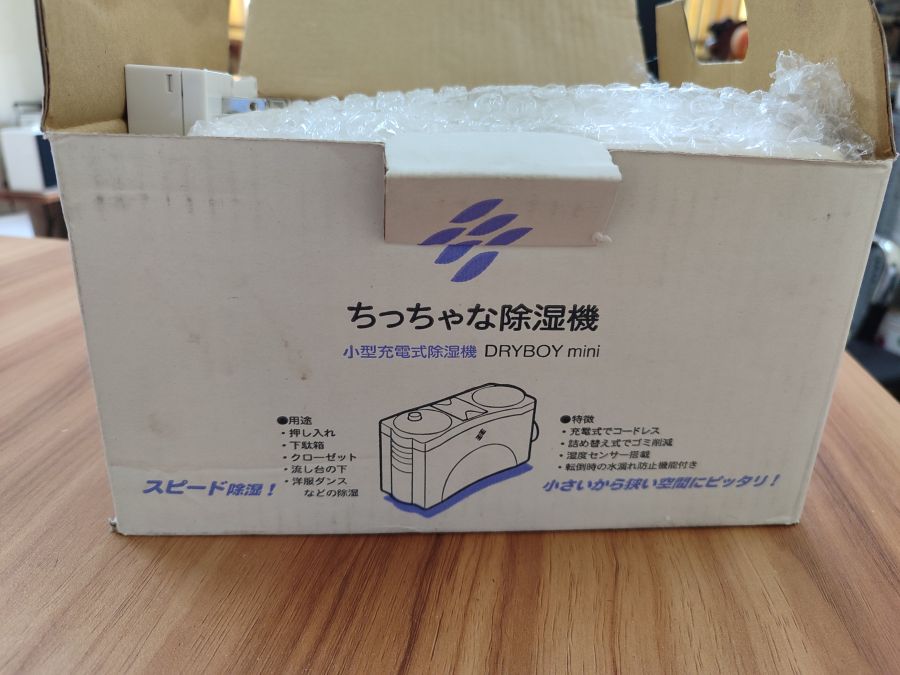 ちっちゃな除湿機
小型充電式除湿機 DRYBOY mini
●用途
・押し入れ
・下駄箱
・クローゼット
・流し台の下
・洋服ダンス
などの除湿
スピード除湿！
●特徴
・充電式でコードレス
・詰め替え式でゴミ削減
・湿度センサー搭載
・転倒時の水漏れ防止機能付き
小さいから狭い空間にピッタリ！